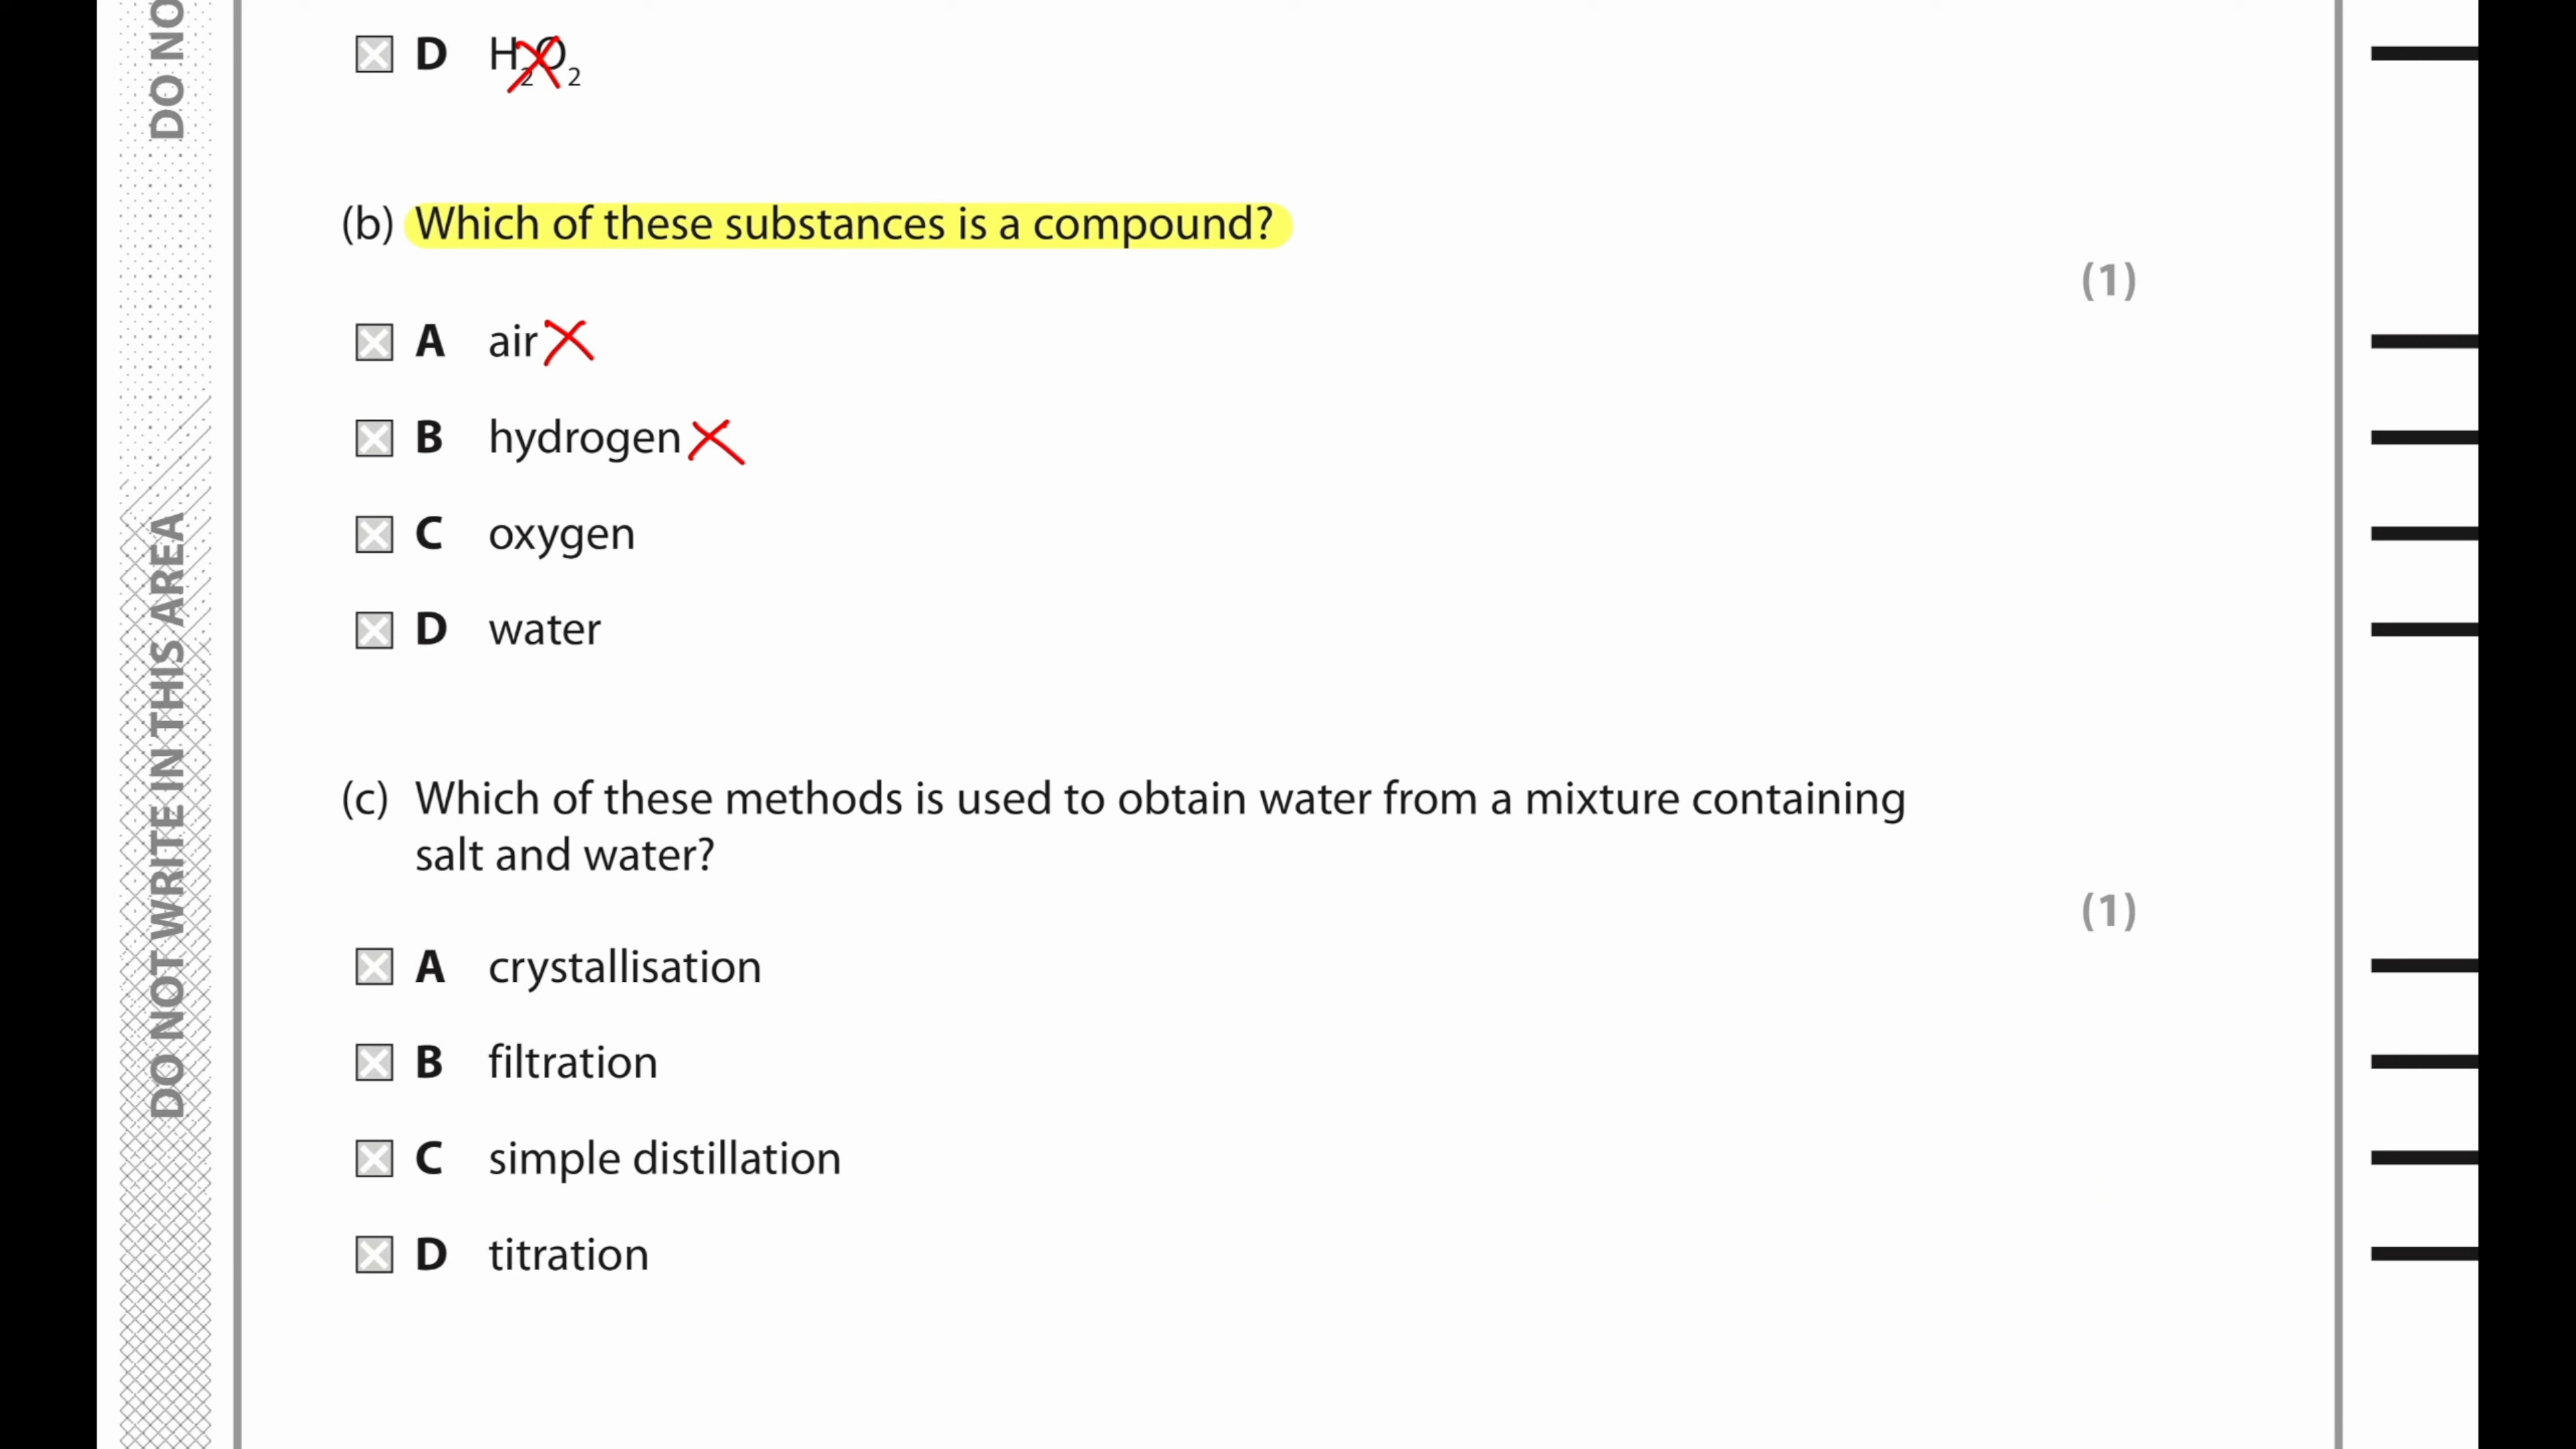 DO NO
D H₂O₂
(b) Which of these substances is a compound?
(1)
A air
B hydrogen
C oxygen
D water
DO NOT WRITE IN THIS AREA
(c) Which of these methods is used to obtain water from a mixture containing
salt and water?
(1)
A crystallisation
B filtration
C simple distillation
D titration